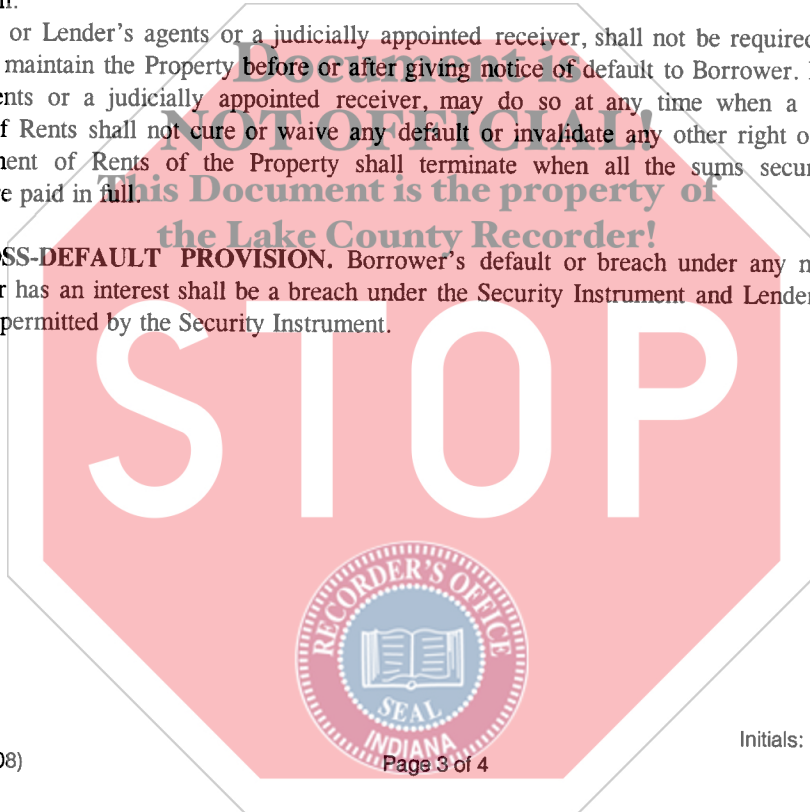 or Lender's agents or a judicially appointed receiver, shall not be required
maintain the Property before or after giving notice of default to Borrower.
ents or a judicially appointed receiver, may do so at any time when a
f Rents shall not cure or waive any default or invalidate any other right o
nent of Rents of the Property shall terminate when all the sums secur
e paid in full.
Document is
NOT OFFICIAL!
This Document is the property of
the Lake County Recorder!
SS-DEFAULT PROVISION. Borrower's default or breach under any n
r has an interest shall be a breach under the Security Instrument and Lender
permitted by the Security Instrument.
STOP
RECORDER'S OFFICE
SEAL
INDIANA
Initials:
08)
Page 3 of 4